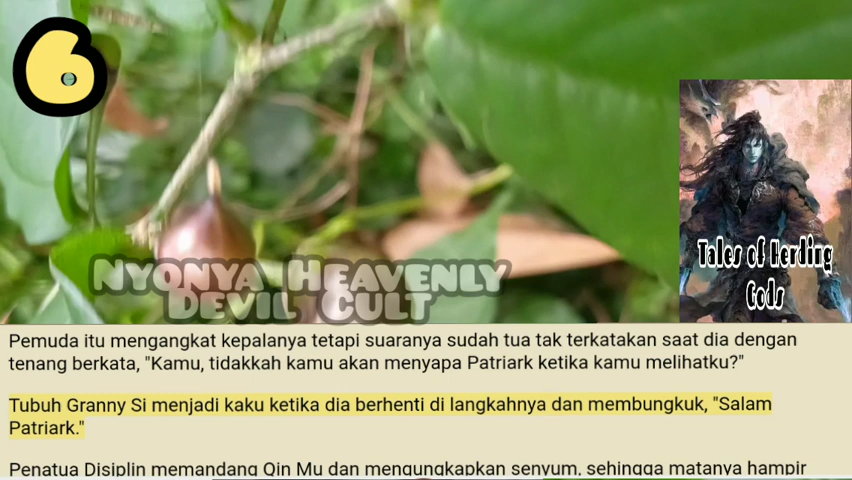 6
Nyonya Heavenly
Devil Cult
Tales of Herding
Gods
Pemuda itu mengangkat kepalanya tetapi suaranya sudah tua tak terkatakan saat dia dengan
tenang berkata, "Kamu, tidakkah kamu akan menyapa Patriark ketika kamu melihatku?"
Tubuh Granny Si menjadi kaku ketika dia berhenti di langkahnya dan membungkuk, "Salam
Patriark."
Penatua Disiplin memandang Qin Mu dan mengungkapkan senyum, sehingga matanya hampir